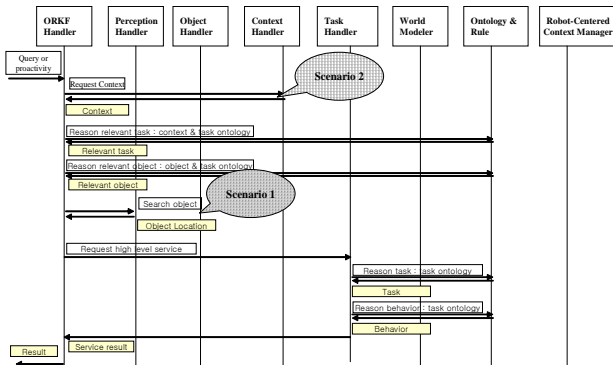 ORKF
Handler
Perception
Handler
Object
Handler
Context
Handler
Task
Handler
World
Modeler
Ontology &
Rule
Robot-Centered
Context Manager
Query or
proactivity
Request Context
Scenario 2
Context
Reason relevant task : context & task ontology
Relevant task
Reason relevant object : object & task ontology
Relevant object
Scenario 1
Search object
Object Location
Request high level service
Reason task : task ontology
Task
Reason behavior : task ontology
Behavior
Service result
Result